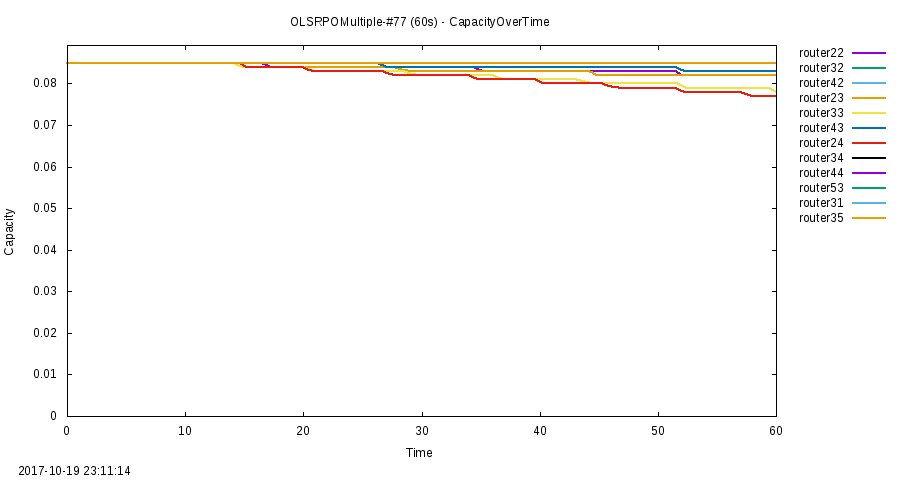 OLSRPOMultiple-#77 (60s) - CapacityOverTime
router22
router32
router42
router23
router33
router43
router24
router34
router44
router53
router31
router35
0.08
0.07
0.06
0.05
0.04
0.03
0.02
0.01
0
Capacity
0 10 20 30 40 50 60
Time
2017-10-19 23:11:14